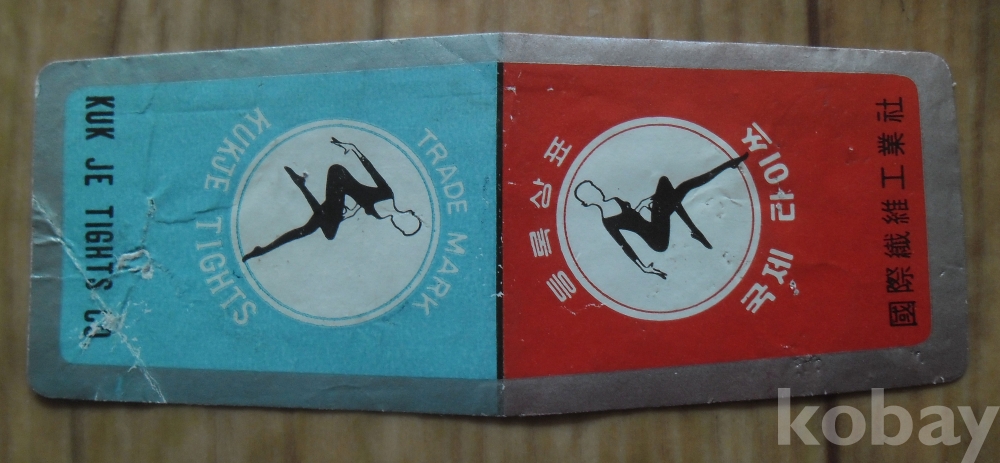 KUK JE TIGHTS CO
TRADE MARK
KUKJE TIGHTS
등록상표
국제 타이쓰
國際纖維工業社
kobay